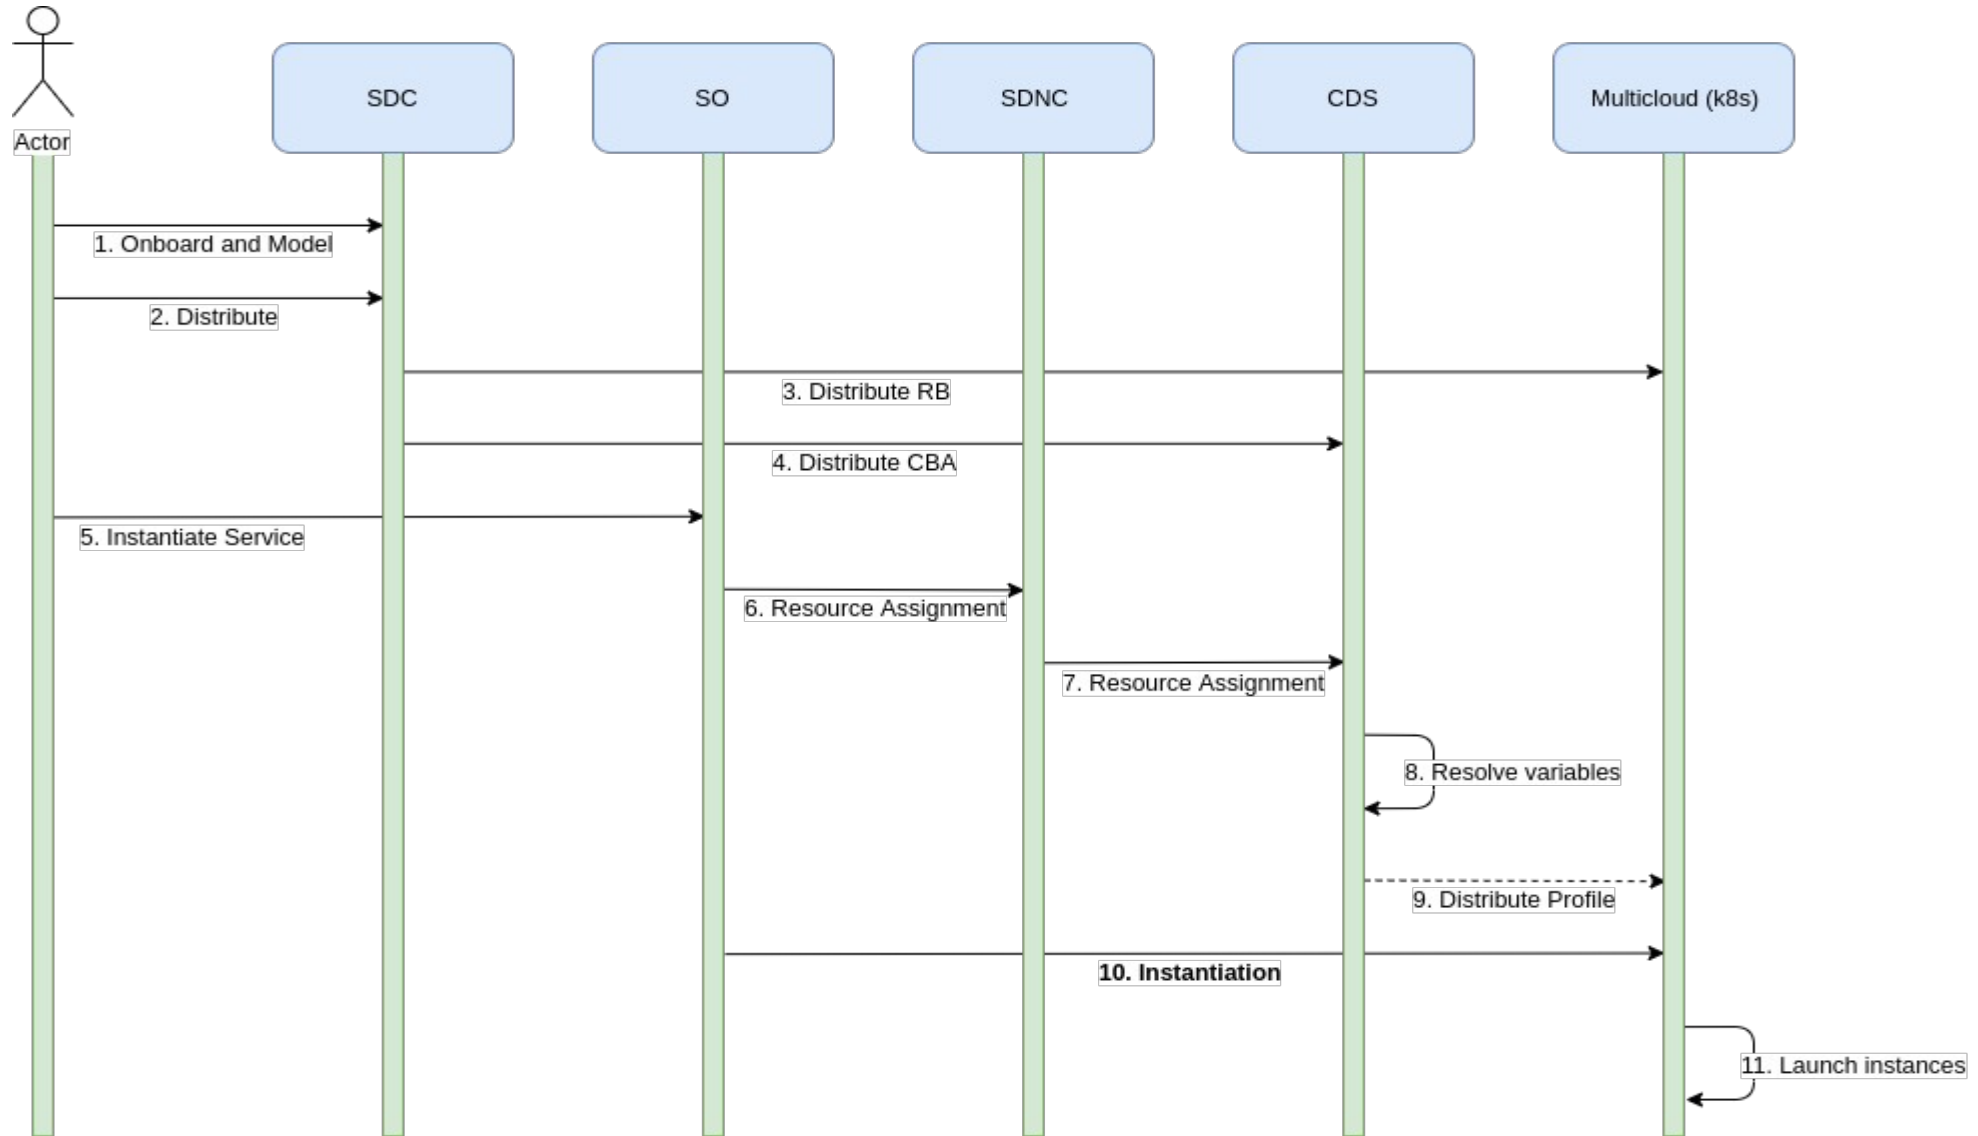 SDC
SO
SDNC
CDS
Multicloud (k8s)
Actor
1. Onboard and Model
2. Distribute
3. Distribute RB
4. Distribute CBA
5. Instantiate Service
6. Resource Assignment
7. Resource Assignment
8. Resolve variables
9. Distribute Profile
10. Instantiation
11. Launch instances